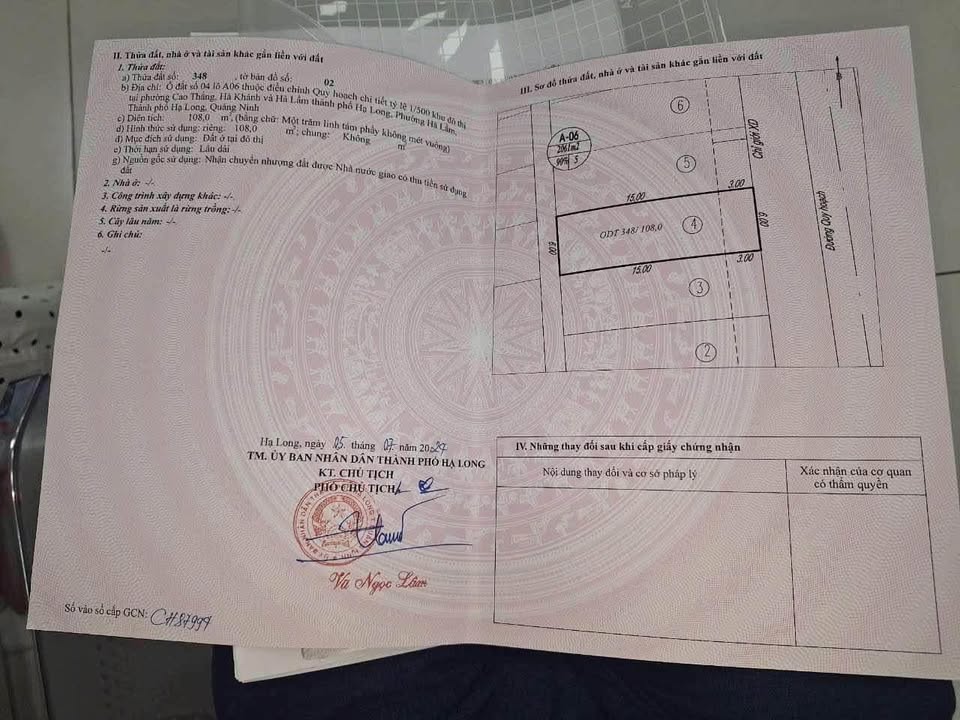 II. Thửa đất, nhà ở và tài sản khác gắn liền với đất
1. Thửa đất:
a) Thửa đất số: 348 , tờ bản đồ số: 02
b) Địa chỉ: Ô đất số 04 lô A06 thuộc điều chỉnh Quy hoạch chi tiết tỷ lệ 1/500 khu đô thị
tại phường Cao Thắng, Hà Khánh và Hà Lầm thành phố Hạ Long, Phường Hà Lầm,
Thành phố Hạ Long, Quảng Ninh
c) Diện tích: 108,0 m², (bằng chữ: Một trăm linh tám phẩy không mét vuông)
d) Hình thức sử dụng: riêng: 108,0 m²; chung: Không m²
đ) Mục đích sử dụng: Đất ở tại đô thị
e) Thời hạn sử dụng: Lâu dài
g) Nguồn gốc sử dụng: Nhận chuyển nhượng đất được Nhà nước giao có thu tiền sử dụng
đất
2. Nhà ở: -/-
3. Công trình xây dựng khác: -/-
4. Rừng sản xuất là rừng trồng: -/-
5. Cây lâu năm: -/-
6. Ghi chú:
-/-
Hạ Long, ngày 05 tháng 07 năm 2024
TM. ỦY BAN NHÂN DÂN THÀNH PHỐ HẠ LONG
KT. CHỦ TỊCH
PHÓ CHỦ TỊCH
Vũ Ngọc Lâm
Số vào sổ cấp GCN: CH87997
III. Sơ đồ thửa đất, nhà ở và tài sản khác gắn liền với đất
B
6
A-06
2061m2
90% 5
5
Chỉ giới XD
15.00
3.00
6.00
ODT 348/ 108,0
4
6.00
Đường Quy hoạch
15.00
3.00
3
2
IV. Những thay đổi sau khi cấp giấy chứng nhận
Nội dung thay đổi và cơ sở pháp lý
Xác nhận của cơ quan
có thẩm quyền